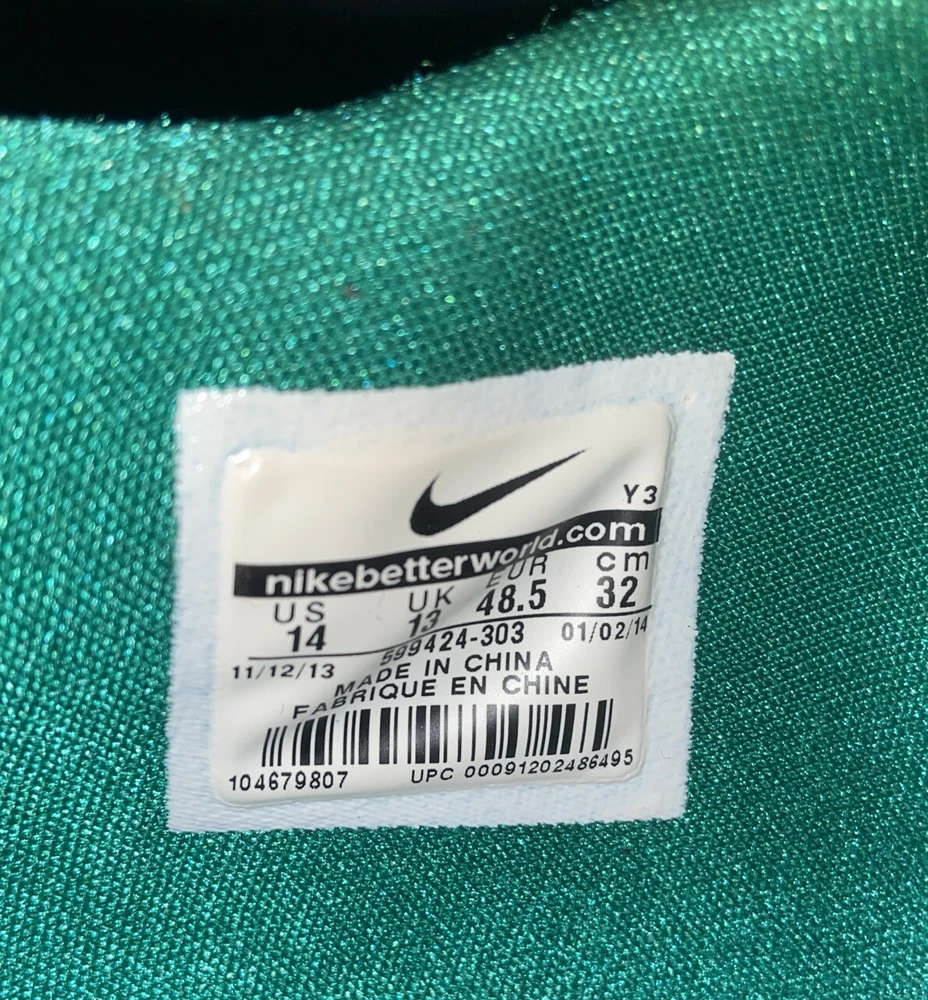 Y3
nikebetterworld.com
US UK EUR cm
14 13 48.5 32
11/12/13 599424-303 01/02/14
MADE IN CHINA
FABRIQUE EN CHINE
104679807 UPC 00091202486495